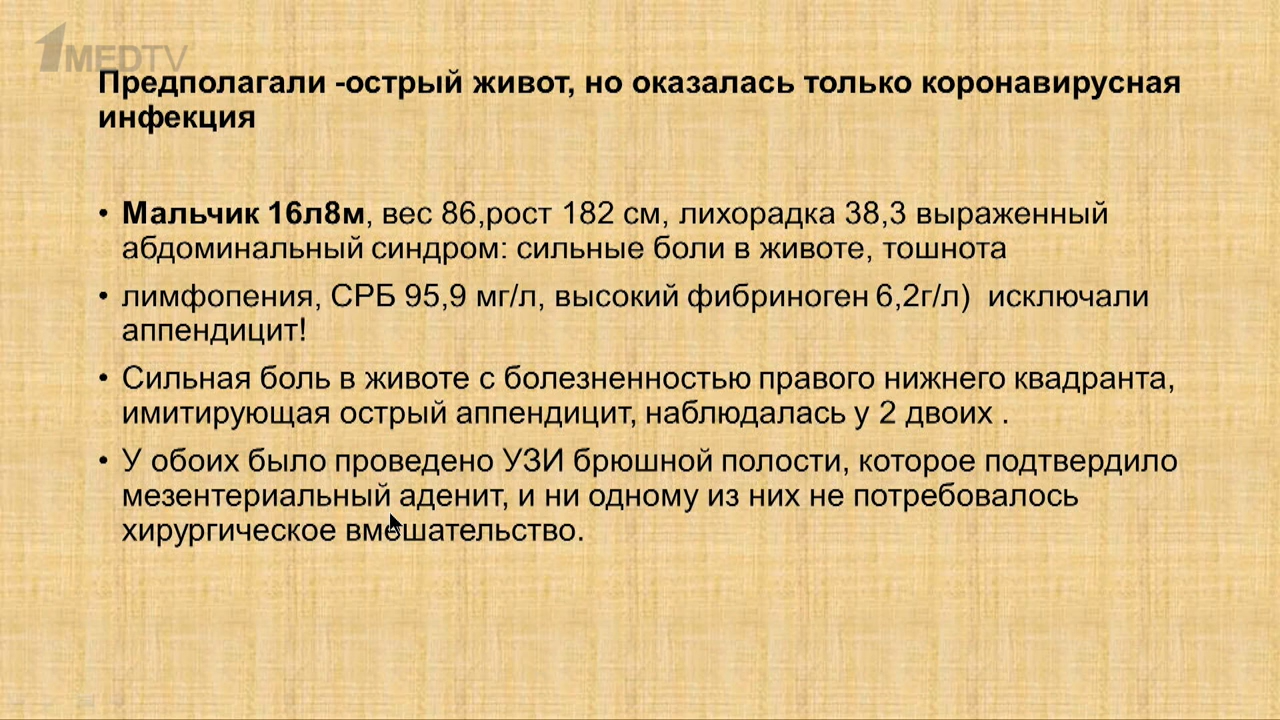 1MEDTV
Предполагали -острый живот, но оказалась только коронавирусная
инфекция
• Мальчик 16л8м, вес 86,рост 182 см, лихорадка 38,3 выраженный
абдоминальный синдром: сильные боли в животе, тошнота
• лимфопения, СРБ 95,9 мг/л, высокий фибриноген 6,2г/л) исключали
аппендицит!
• Сильная боль в животе с болезненностью правого нижнего квадранта,
имитирующая острый аппендицит, наблюдалась у 2 двоих .
• У обоих было проведено УЗИ брюшной полости, которое подтвердило
мезентериальный аденит, и ни одному из них не потребовалось
хирургическое вмешательство.